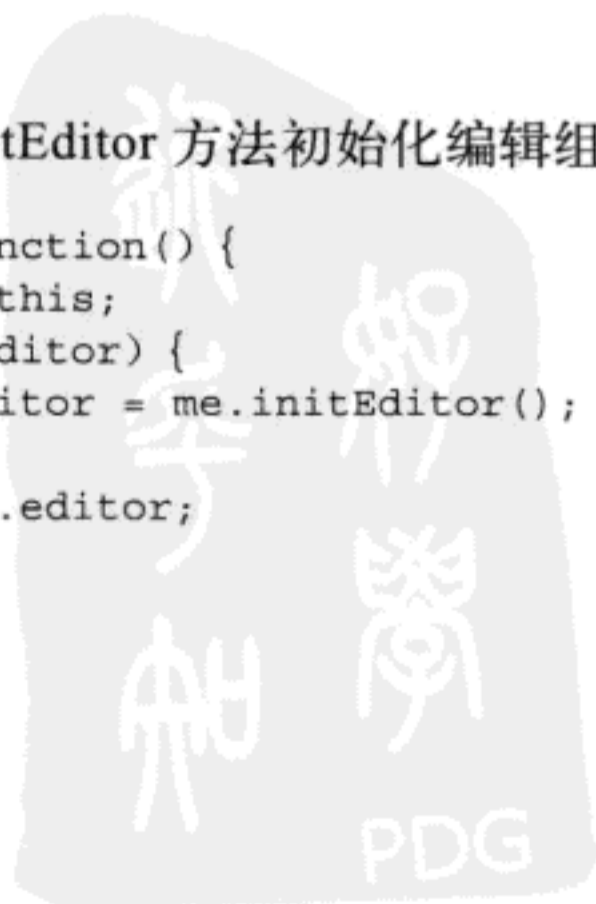 tEditor 方法初始化编辑组
nction() {
this;
ditor) {
itor = me.initEditor();
.editor;
PDG